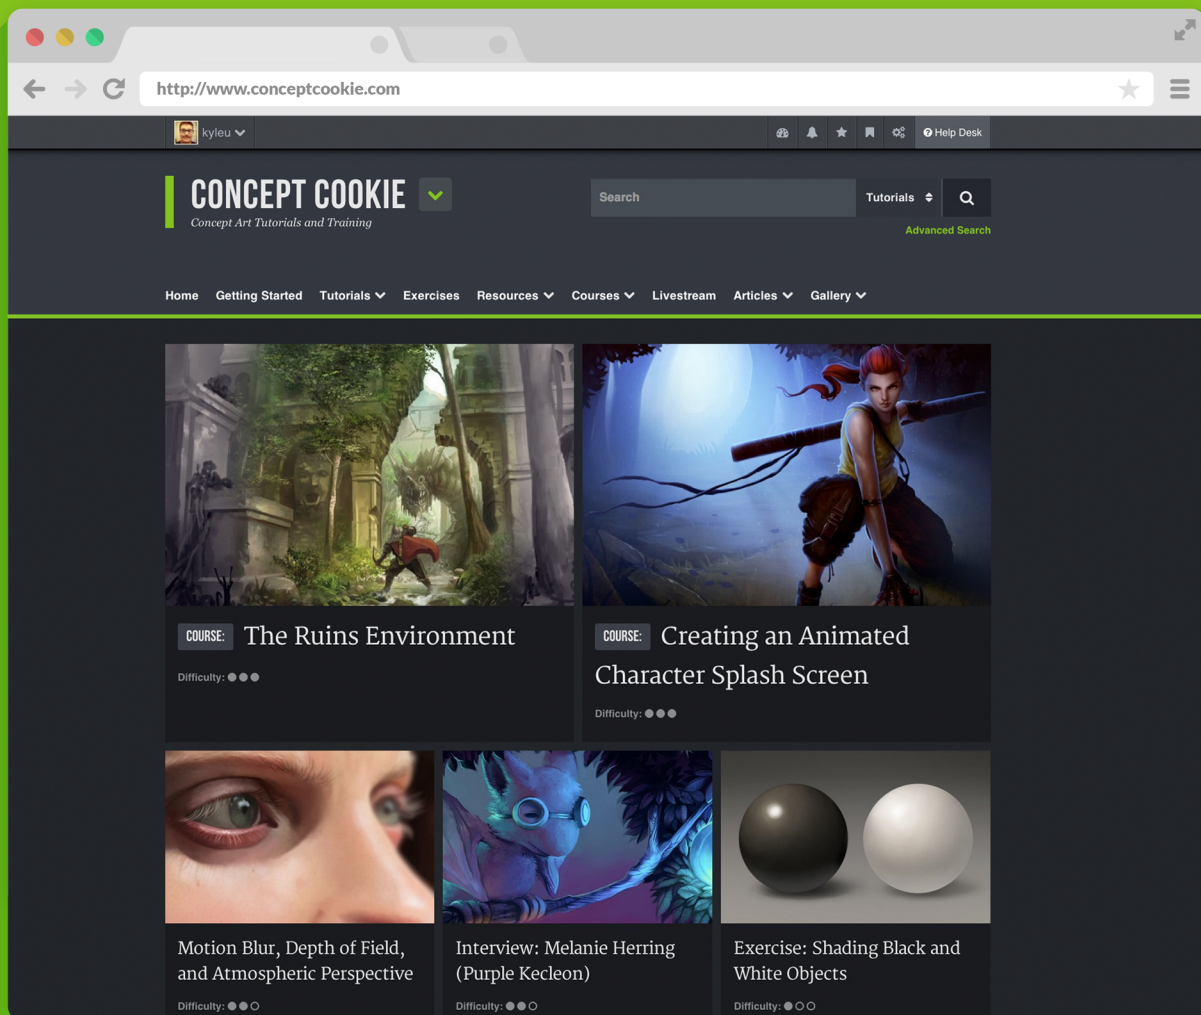 http://www.conceptcookie.com
kyleu
Help Desk
CONCEPT COOKIE
Concept Art Tutorials and Training
Search
Tutorials
Advanced Search
Home Getting Started Tutorials Exercises Resources Courses Livestream Articles Gallery
COURSE: The Ruins Environment
Difficulty:
COURSE: Creating an Animated
Character Splash Screen
Difficulty:
Motion Blur, Depth of Field,
and Atmospheric Perspective
Difficulty:
Interview: Melanie Herring
(Purple Kecleon)
Difficulty:
Exercise: Shading Black and
White Objects
Difficulty: